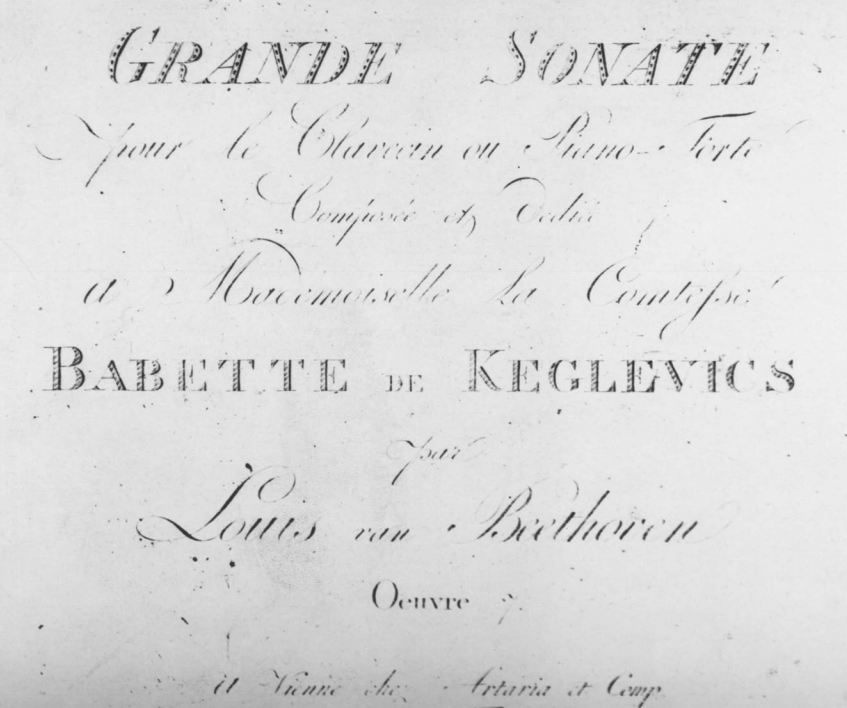 GRANDE SONATE
pour le Clavecin ou Piano-Forte
Composée et Dediée
a Mademoiselle La Comtesse
BABETTE DE KEGLEVICS
par
Louis van Beethoven
Oeuvre 7
A Vienne chez Artaria et Comp